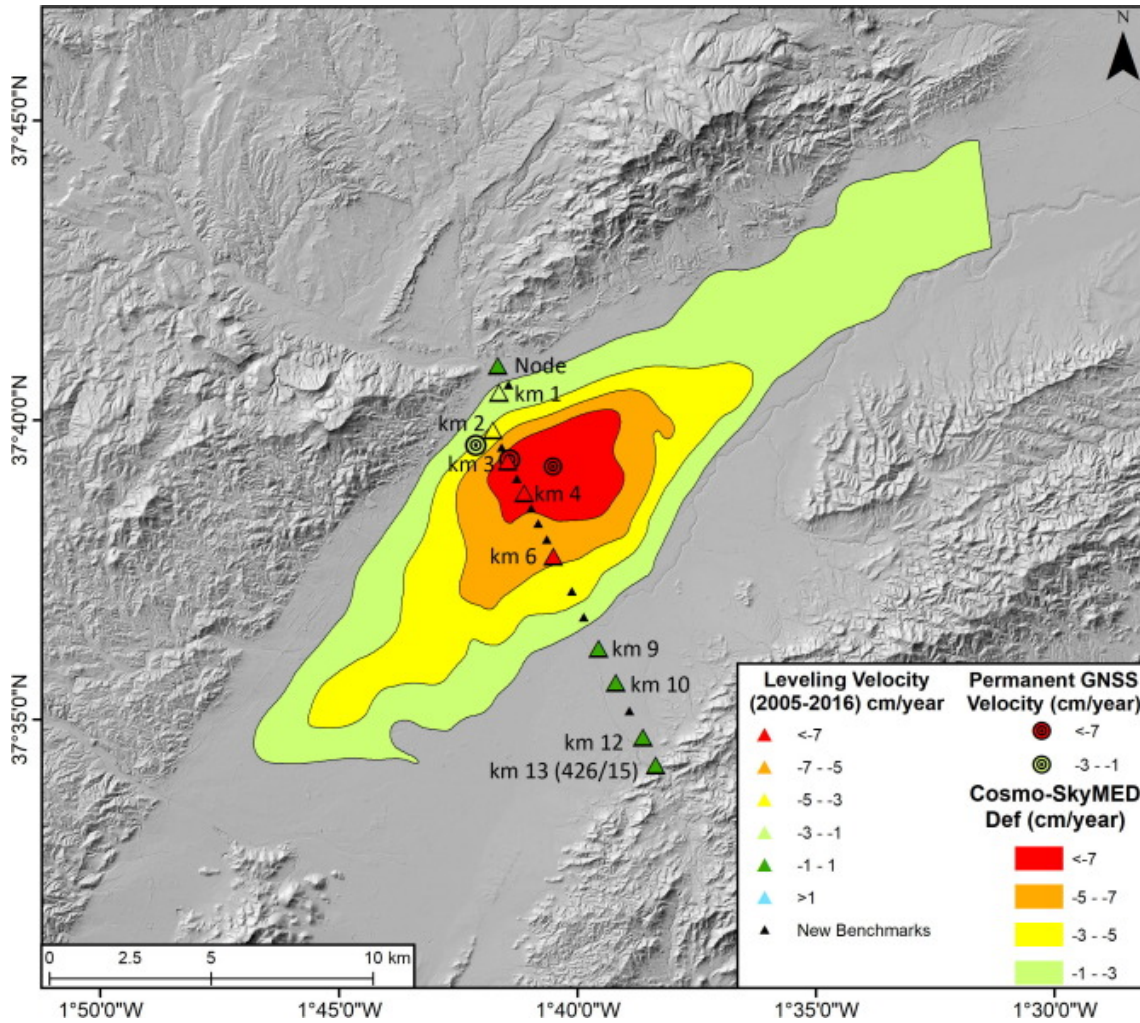 N
37°45'0"N
37°40'0"N
37°35'0"N
Node
km 1
km 2
km 3
km 4
km 6
km 9
km 10
km 12
km 13 (426/15)
Leveling Velocity
(2005-2016) cm/year
<-7
-7 - -5
-5 - -3
-3 - -1
-1 - 1
>1
New Benchmarks
Permanent GNSS
Velocity (cm/year)
<-7
-3 - -1
Cosmo-SkyMED
Def (cm/year)
<-7
-5 - -7
-3 - -5
-1 - -3
0 2.5 5 10 km
1°50'0"W 1°45'0"W 1°40'0"W 1°35'0"W 1°30'0"W